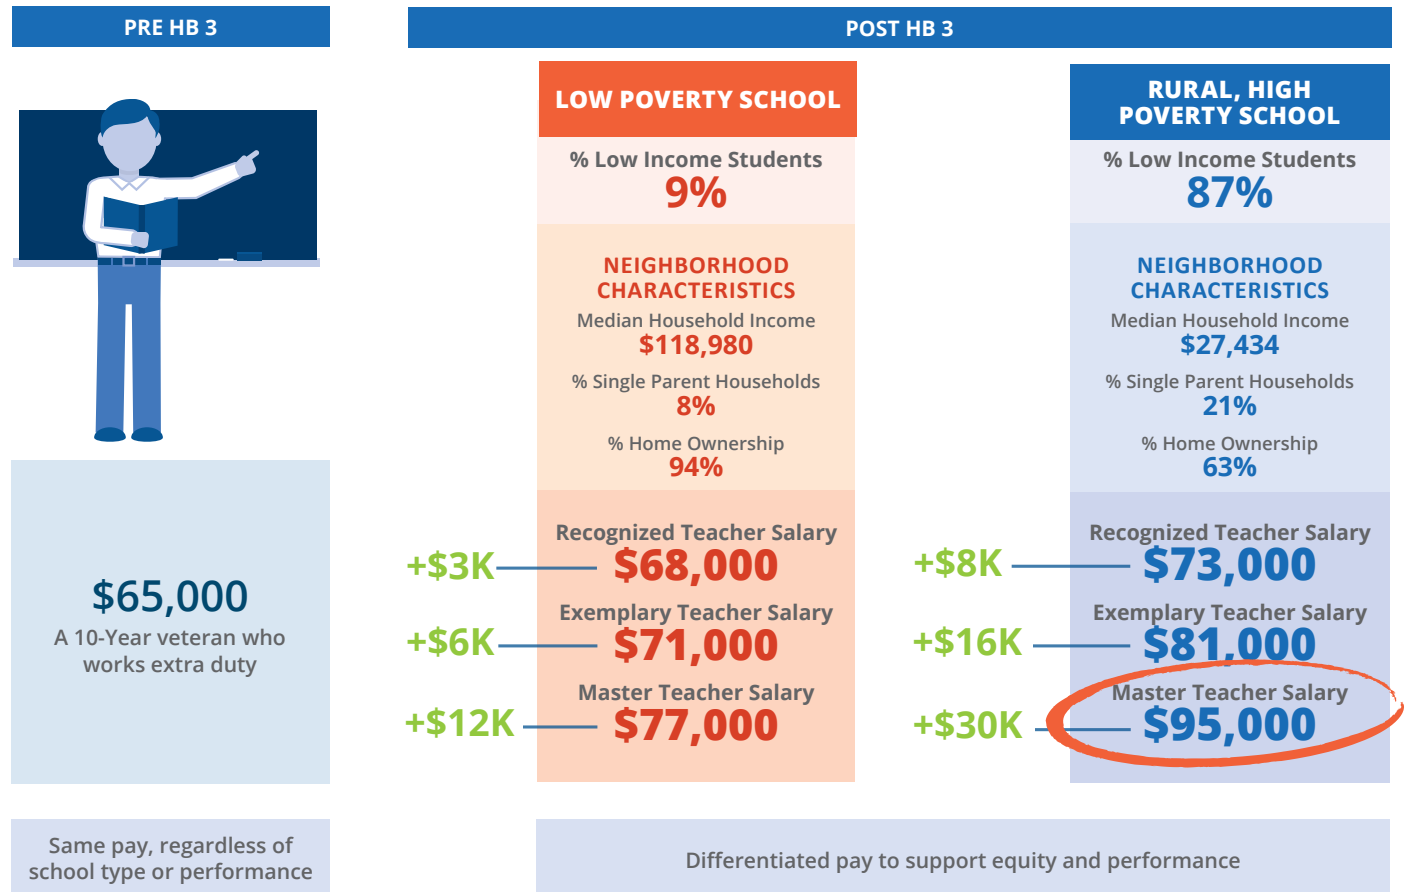 PRE HB 3
$65,000
A 10-Year veteran who
works extra duty
Same pay, regardless of
school type or performance
POST HB 3
LOW POVERTY SCHOOL
% Low Income Students
9%
NEIGHBORHOOD
CHARACTERISTICS
Median Household Income
$118,980
% Single Parent Households
8%
% Home Ownership
94%
Recognized Teacher Salary
+$3K
$68,000
Exemplary Teacher Salary
+$6K
$71,000
Master Teacher Salary
+$12K
$77,000
RURAL, HIGH
POVERTY SCHOOL
% Low Income Students
87%
NEIGHBORHOOD
CHARACTERISTICS
Median Household Income
$27,434
% Single Parent Households
21%
% Home Ownership
63%
Recognized Teacher Salary
+$8K
$73,000
Exemplary Teacher Salary
+$16K
$81,000
Master Teacher Salary
+$30K
$95,000
Differentiated pay to support equity and performance